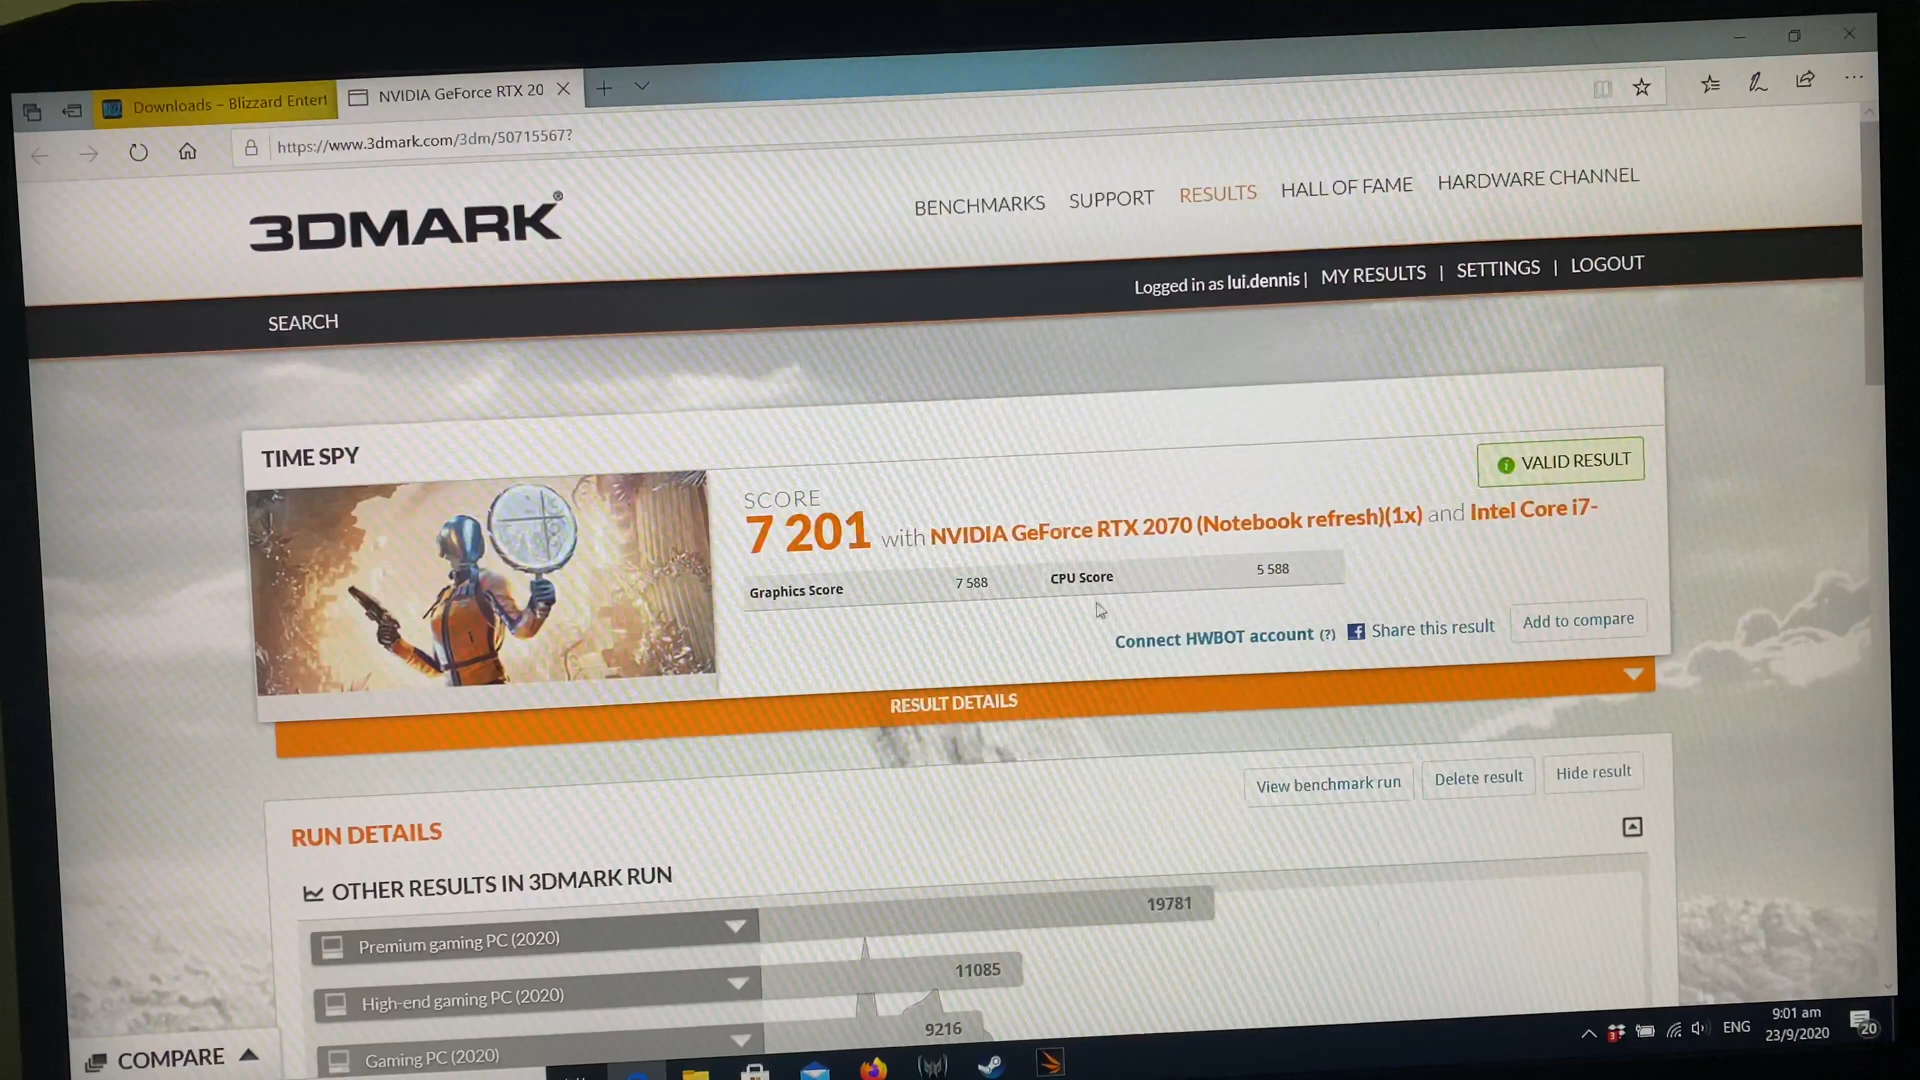 Downloads – Blizzard Entert
NVIDIA GeForce RTX 20
https://www.3dmark.com/3dm/50715567?
3DMARK®
BENCHMARKS SUPPORT RESULTS HALL OF FAME HARDWARE CHANNEL
Logged in as lui.dennis | MY RESULTS | SETTINGS | LOGOUT
SEARCH
TIME SPY
VALID RESULT
SCORE
7 201 with NVIDIA GeForce RTX 2070 (Notebook refresh)(1x) and Intel Core i7-
Graphics Score 7 588 CPU Score 5 588
Connect HWBOT account (?) Share this result Add to compare
RESULT DETAILS
View benchmark run Delete result Hide result
RUN DETAILS
OTHER RESULTS IN 3DMARK RUN
Premium gaming PC (2020) 19781
High-end gaming PC (2020) 11085
Gaming PC (2020) 9216
COMPARE
ENG
9:01 am
23/9/2020
20